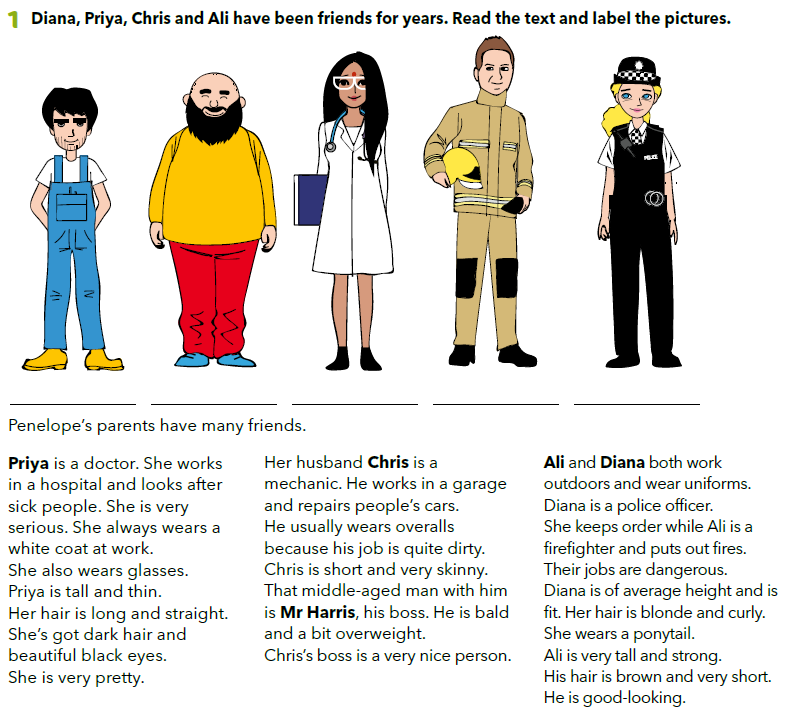 1 Diana, Priya, Chris and Ali have been friends for years. Read the text and label the pictures.
POLICE
Penelope's parents have many friends.
Priya is a doctor. She works
in a hospital and looks after
sick people. She is very
serious. She always wears a
white coat at work.
She also wears glasses.
Priya is tall and thin.
Her hair is long and straight.
She's got dark hair and
beautiful black eyes.
She is very pretty.
Her husband Chris is a
mechanic. He works in a garage
and repairs people's cars.
He usually wears overalls
because his job is quite dirty.
Chris is short and very skinny.
That middle-aged man with him
is Mr Harris, his boss. He is bald
and a bit overweight.
Chris's boss is a very nice person.
Ali and Diana both work
outdoors and wear uniforms.
Diana is a police officer.
She keeps order while Ali is a
firefighter and puts out fires.
Their jobs are dangerous.
Diana is of average height and is
fit. Her hair is blonde and curly.
She wears a ponytail.
Ali is very tall and strong.
His hair is brown and very short.
He is good-looking.